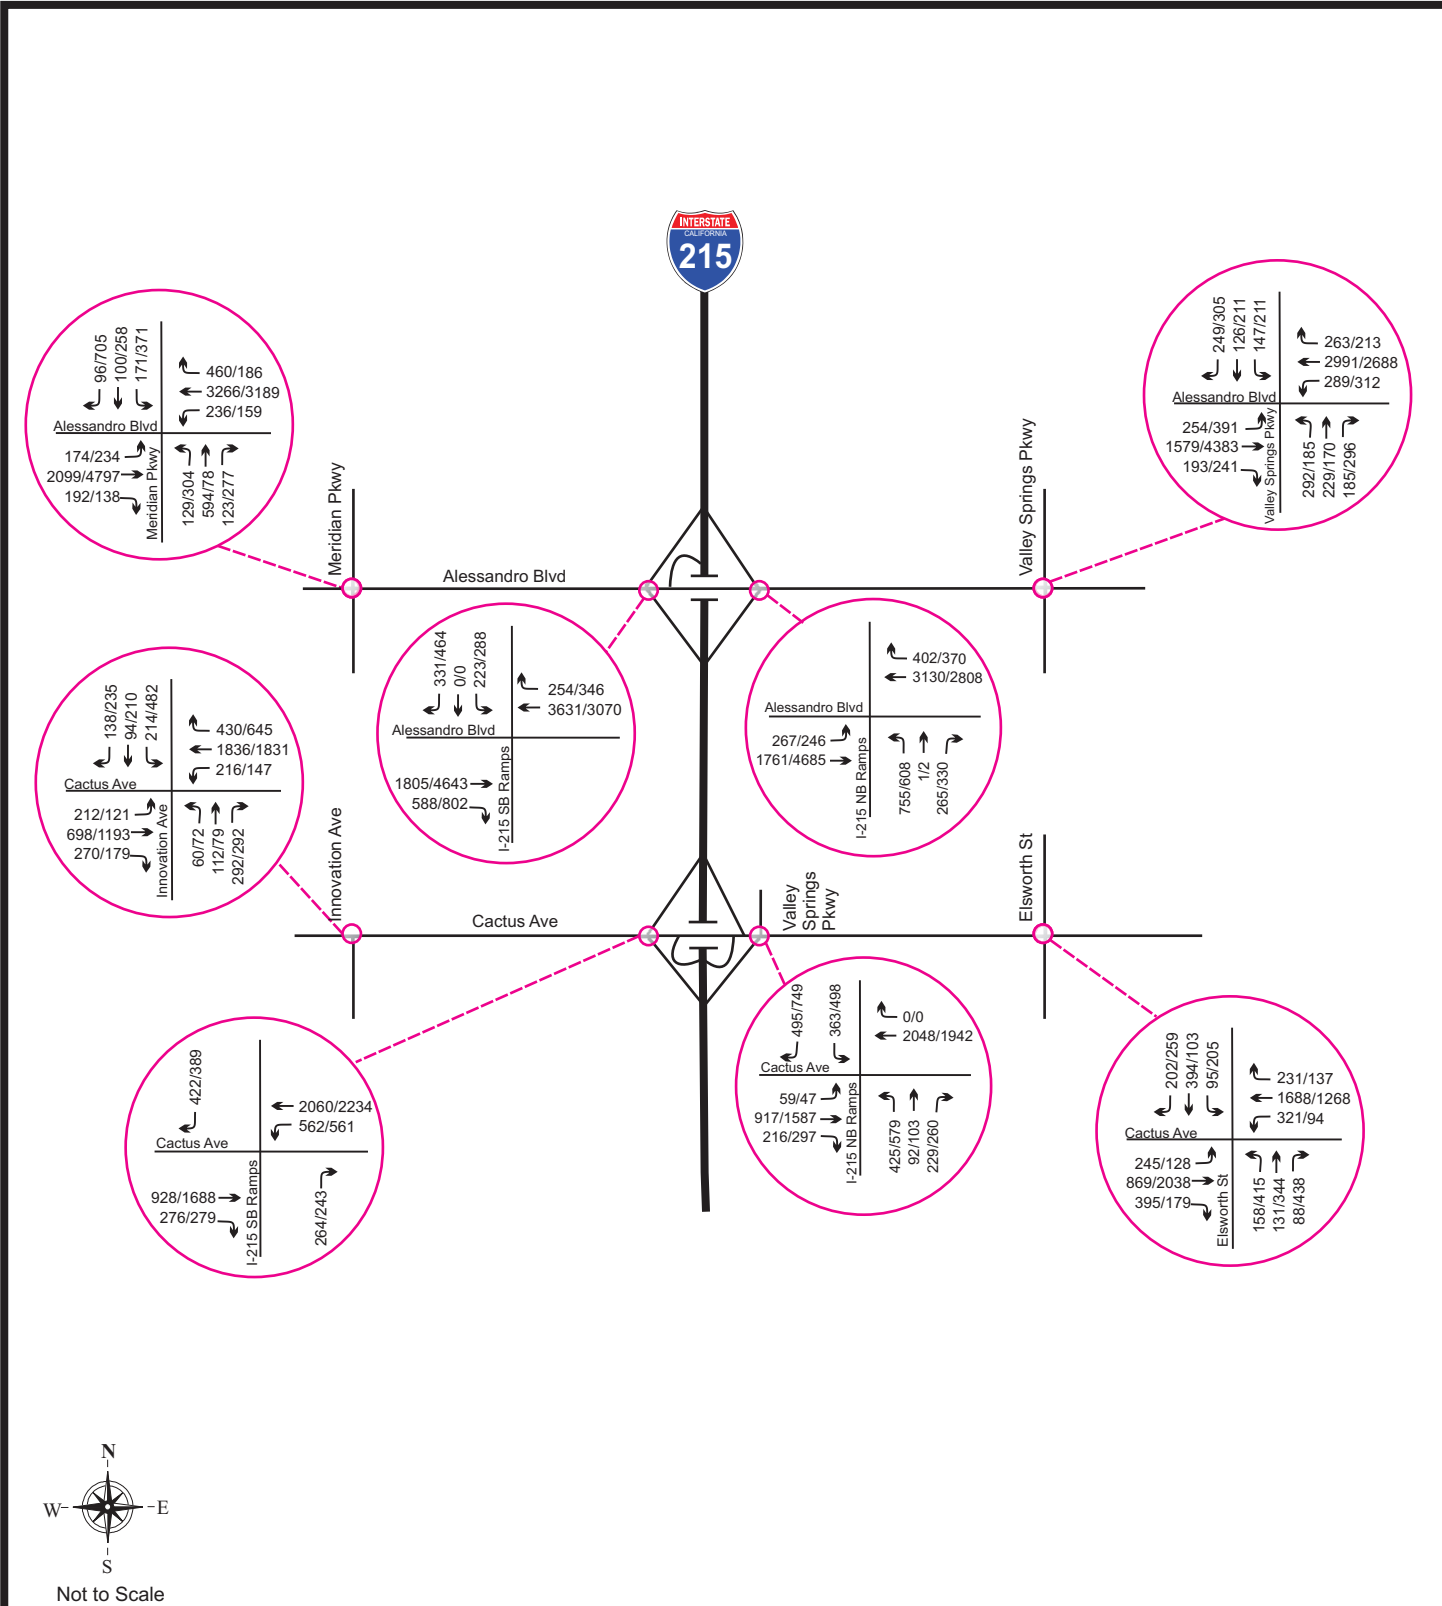 INTERSTATE
CALIFORNIA
215
96/705
100/258
171/371
460/186
3266/3189
236/159
Alessandro Blvd
174/234
2099/4797
192/138
Meridian Pkwy
129/304
594/78
123/277
249/305
126/211
147/211
263/213
2991/2688
289/312
Alessandro Blvd
254/391
1579/4383
193/241
Valley Springs Pkwy
292/185
229/170
185/296
Meridian Pkwy
Alessandro Blvd
Valley Springs Pkwy
331/464
0/0
223/288
254/346
3631/3070
Alessandro Blvd
1805/4643
588/802
I-215 SB Ramps
402/370
3130/2808
Alessandro Blvd
267/246
1761/4685
I-215 NB Ramps
755/608
1/2
265/330
138/235
94/210
214/482
430/645
1836/1831
216/147
Cactus Ave
212/121
698/1193
270/179
Innovation Ave
60/72
112/79
292/292
Innovation Ave
Cactus Ave
Valley
Springs
Pkwy
Elsworth St
422/389
2060/2234
562/561
Cactus Ave
928/1688
276/279
I-215 SB Ramps
264/243
495/749
363/498
0/0
2048/1942
Cactus Ave
59/47
917/1587
216/297
I-215 NB Ramps
425/579
92/103
229/260
202/259
394/103
95/205
231/137
1688/1268
321/94
Cactus Ave
245/128
869/2038
395/179
Elsworth St
158/415
131/344
88/438
N
W
E
S
Not to Scale